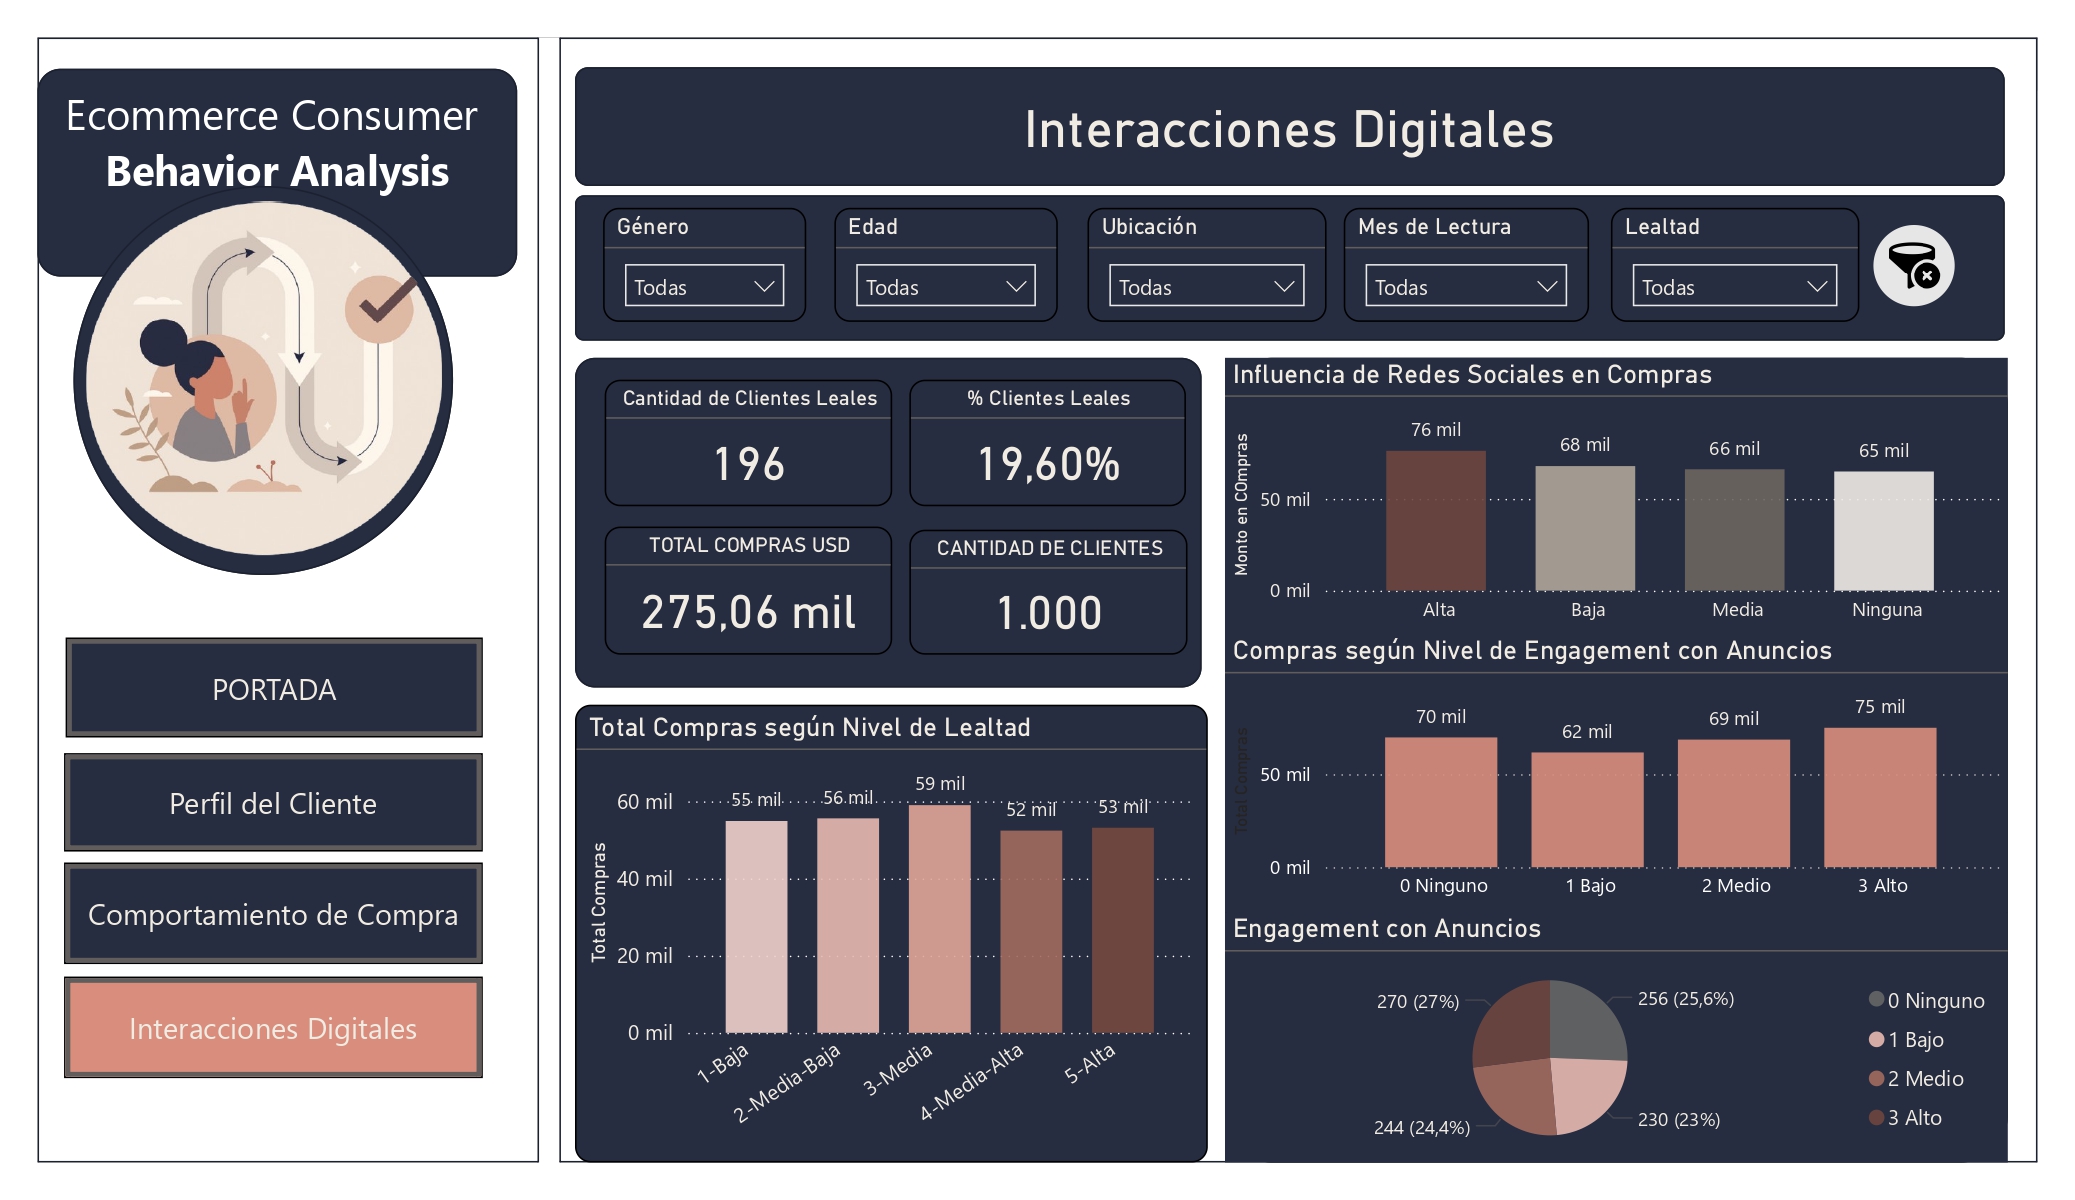 Ecommerce Consumer
Behavior Analysis
PORTADA
Perfil del Cliente
Comportamiento de Compra
Interacciones Digitales
Interacciones Digitales
Género
Todas
Edad
Todas
Ubicación
Todas
Mes de Lectura
Todas
Lealtad
Todas
Cantidad de Clientes Leales
196
% Clientes Leales
19,60%
TOTAL COMPRAS USD
275,06 mil
CANTIDAD DE CLIENTES
1.000
Total Compras según Nivel de Lealtad
Total Compras
60 mil
40 mil
20 mil
0 mil
55 mil
56 mil
59 mil
52 mil
53 mil
1-Baja
2-Media-Baja
3-Media
4-Media-Alta
5-Alta
Influencia de Redes Sociales en Compras
Monto en COmpras
50 mil
0 mil
76 mil
68 mil
66 mil
65 mil
Alta
Baja
Media
Ninguna
Compras según Nivel de Engagement con Anuncios
Total Compras
50 mil
0 mil
70 mil
62 mil
69 mil
75 mil
0 Ninguno
1 Bajo
2 Medio
3 Alto
Engagement con Anuncios
270 (27%)
256 (25,6%)
244 (24,4%)
230 (23%)
0 Ninguno
1 Bajo
2 Medio
3 Alto